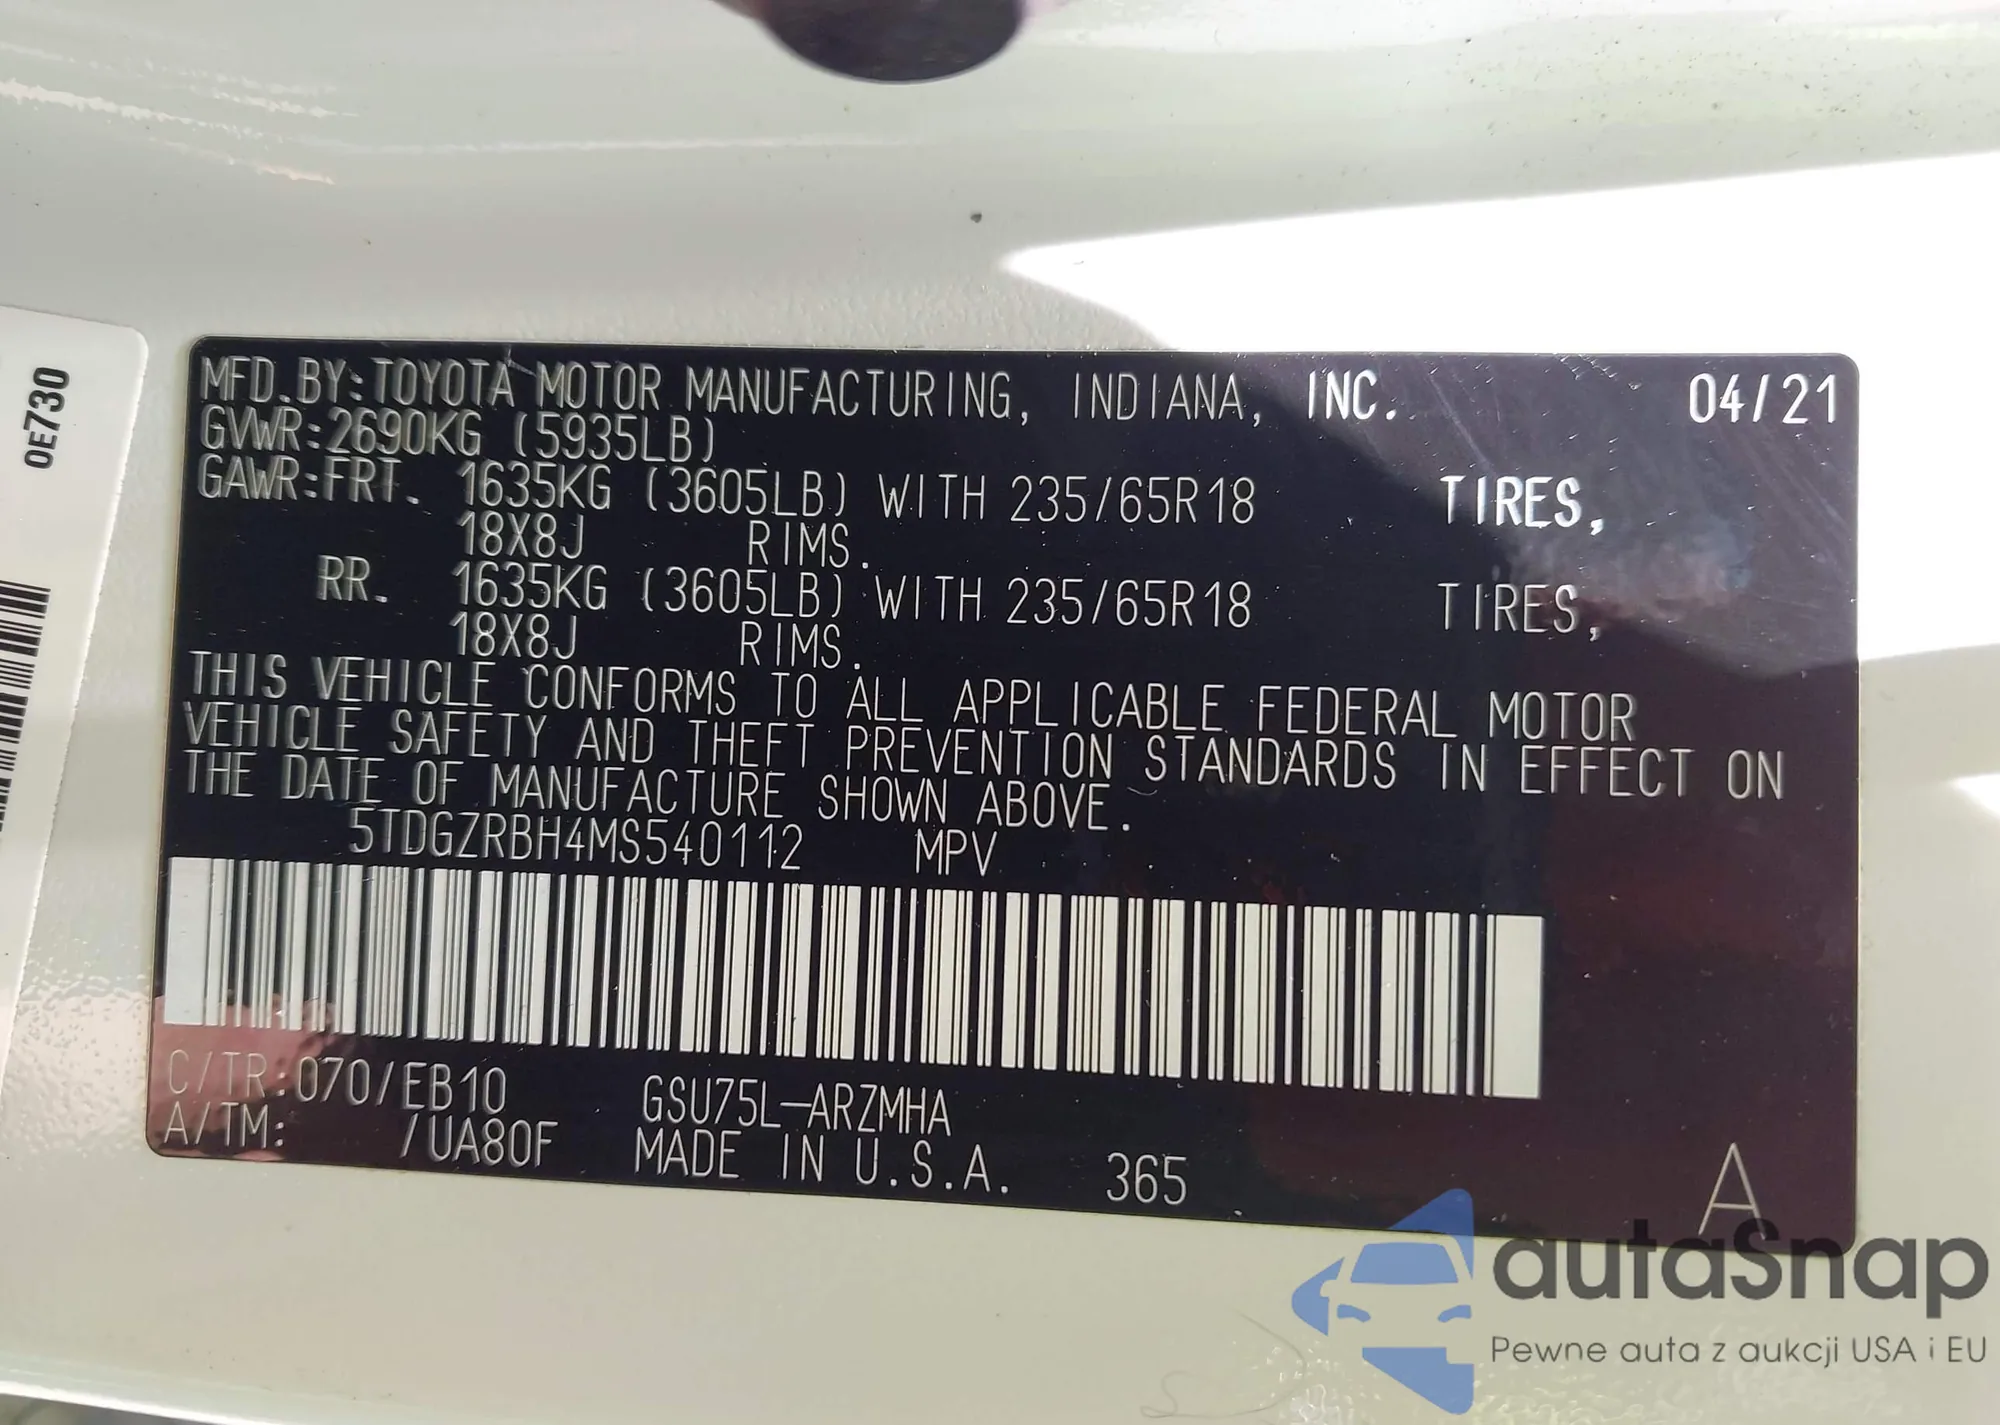 MFD.BY:TOYOTA MOTOR MANUFACTURING, INDIANA, INC. 04/21
GVWR:2690KG (5935LB)
GAWR:FRT. 1635KG (3605LB) WITH 235/65R18 TIRES,
18X8J RIMS.
RR. 1635KG (3605LB) WITH 235/65R18 TIRES,
18X8J RIMS.
THIS VEHICLE CONFORMS TO ALL APPLICABLE FEDERAL MOTOR
VEHICLE SAFETY AND THEFT PREVENTION STANDARDS IN EFFECT ON
THE DATE OF MANUFACTURE SHOWN ABOVE.
5TDGZRBH4MS540112 MPV
C/TR:070/EB10 GSU75L-ARZMHA
A/TM: /UA80F MADE IN U.S.A. 365 A
0E730
autaSnap
Pewne auta z aukcji USA i EU